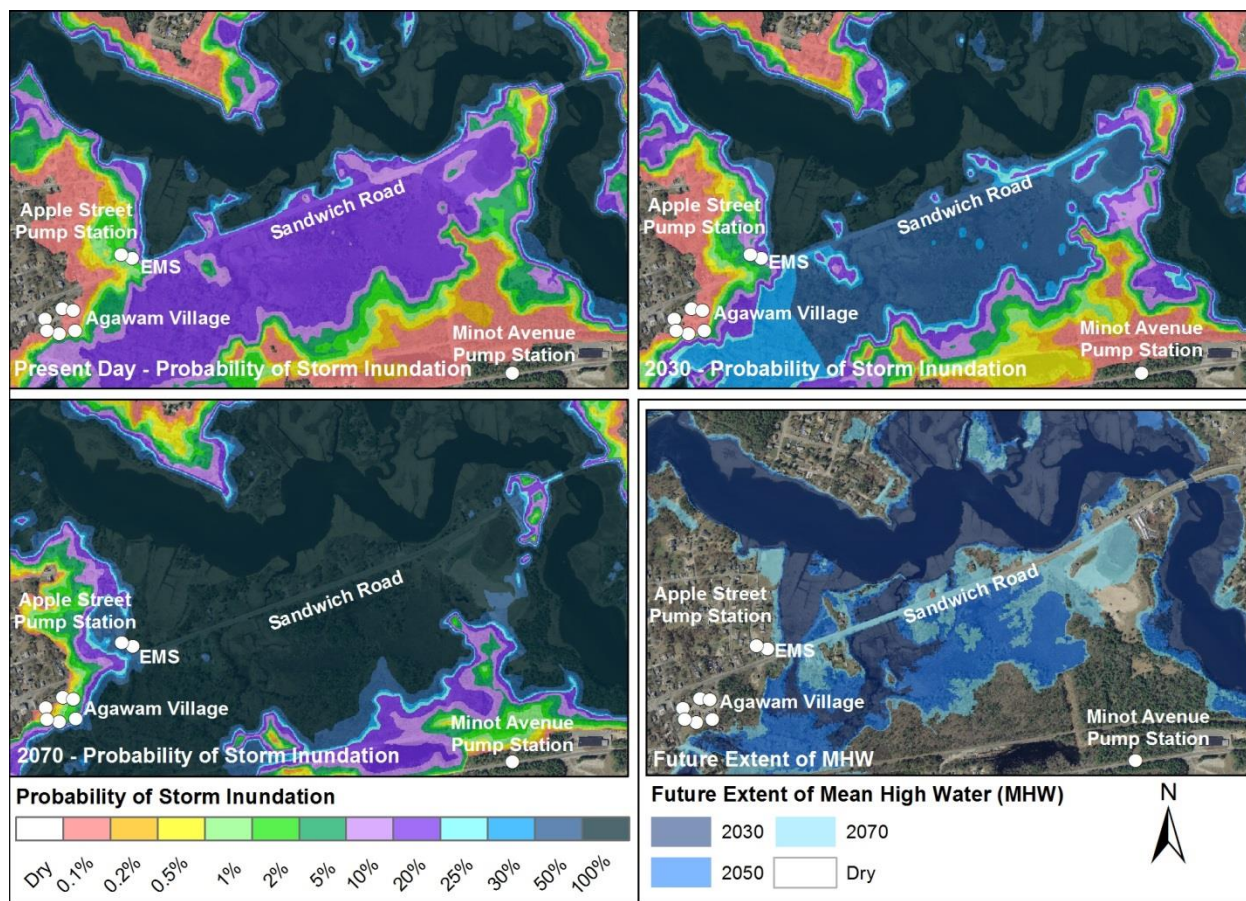 Sandwich Road
Apple Street
Pump Station
EMS
Agawam Village
Minot Avenue
Pump Station
Present Day - Probability of Storm Inundation
Sandwich Road
Apple Street
Pump Station
EMS
Agawam Village
Minot Avenue
Pump Station
2030 - Probability of Storm Inundation
Sandwich Road
Apple Street
Pump Station
EMS
Agawam Village
Minot Avenue
Pump Station
2070 - Probability of Storm Inundation
Sandwich Road
Apple Street
Pump Station
EMS
Agawam Village
Minot Avenue
Pump Station
Future Extent of MHW
Probability of Storm Inundation
Dry 0.1% 0.2% 0.5% 1% 2% 5% 10% 20% 25% 30% 50% 100%
Future Extent of Mean High Water (MHW)
2030 2070
2050 Dry
N